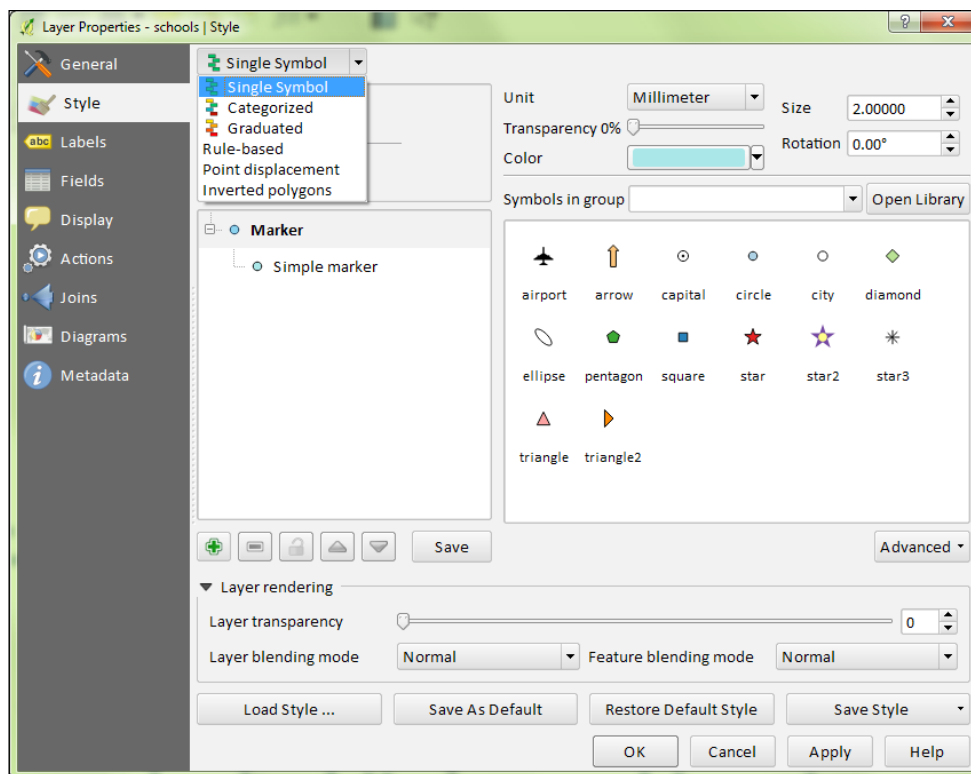 Layer Properties - schools | Style
?
x
General
Style
abc Labels
Fields
Display
Actions
Joins
Diagrams
i Metadata
Single Symbol
Single Symbol
Categorized
Graduated
Rule-based
Point displacement
Inverted polygons
Marker
Simple marker
Save
Unit Millimeter
Transparency 0%
Color
Size 2.00000
Rotation 0.00°
Symbols in group Open Library
airport arrow capital circle city diamond
ellipse pentagon square star star2 star3
triangle triangle2
Advanced
Layer rendering
Layer transparency 0
Layer blending mode Normal Feature blending mode Normal
Load Style ... Save As Default Restore Default Style Save Style
OK Cancel Apply Help